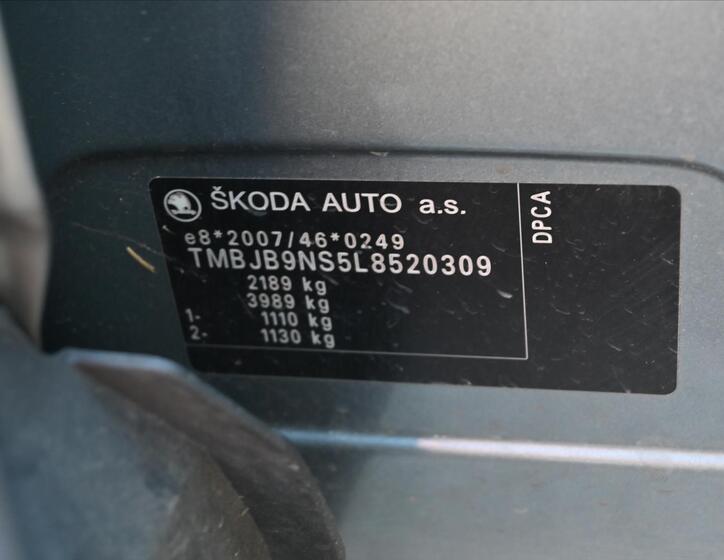 ŠKODA AUTO a.s.
e8*2007/46*0249
TMBJB9NS5L8520309
2189 kg
3989 kg
1- 1110 kg
2- 1130 kg
DPCA